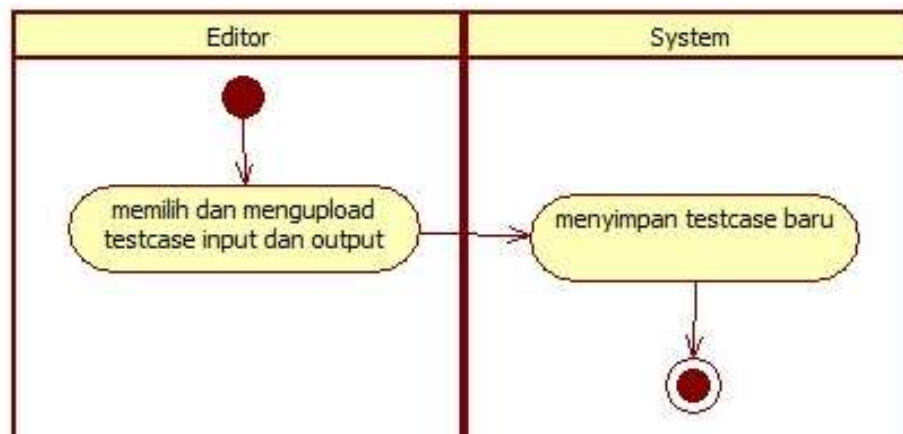 Editor
System
memilih dan mengupload
testcase input dan output
menyimpan testcase baru